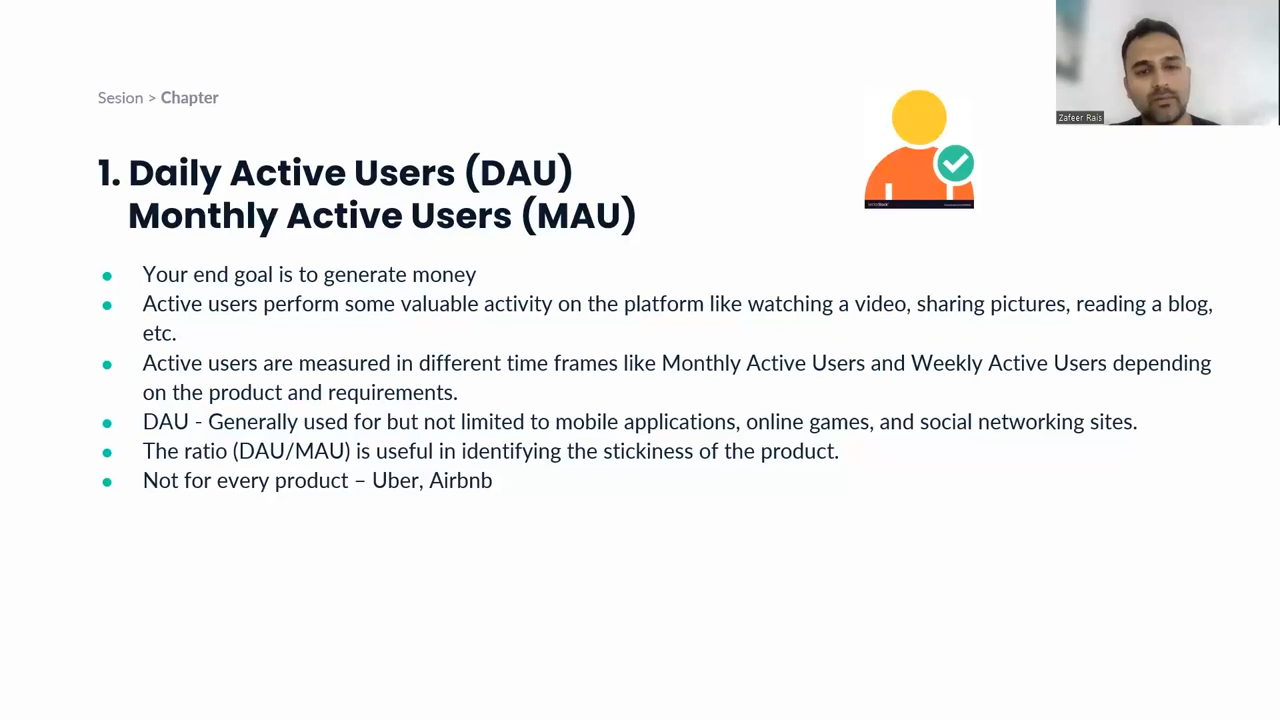 Sesion > Chapter
Zafeer Rais
1. Daily Active Users (DAU)
Monthly Active Users (MAU)
● Your end goal is to generate money
● Active users perform some valuable activity on the platform like watching a video, sharing pictures, reading a blog,
etc.
● Active users are measured in different time frames like Monthly Active Users and Weekly Active Users depending
on the product and requirements.
● DAU - Generally used for but not limited to mobile applications, online games, and social networking sites.
● The ratio (DAU/MAU) is useful in identifying the stickiness of the product.
● Not for every product – Uber, Airbnb